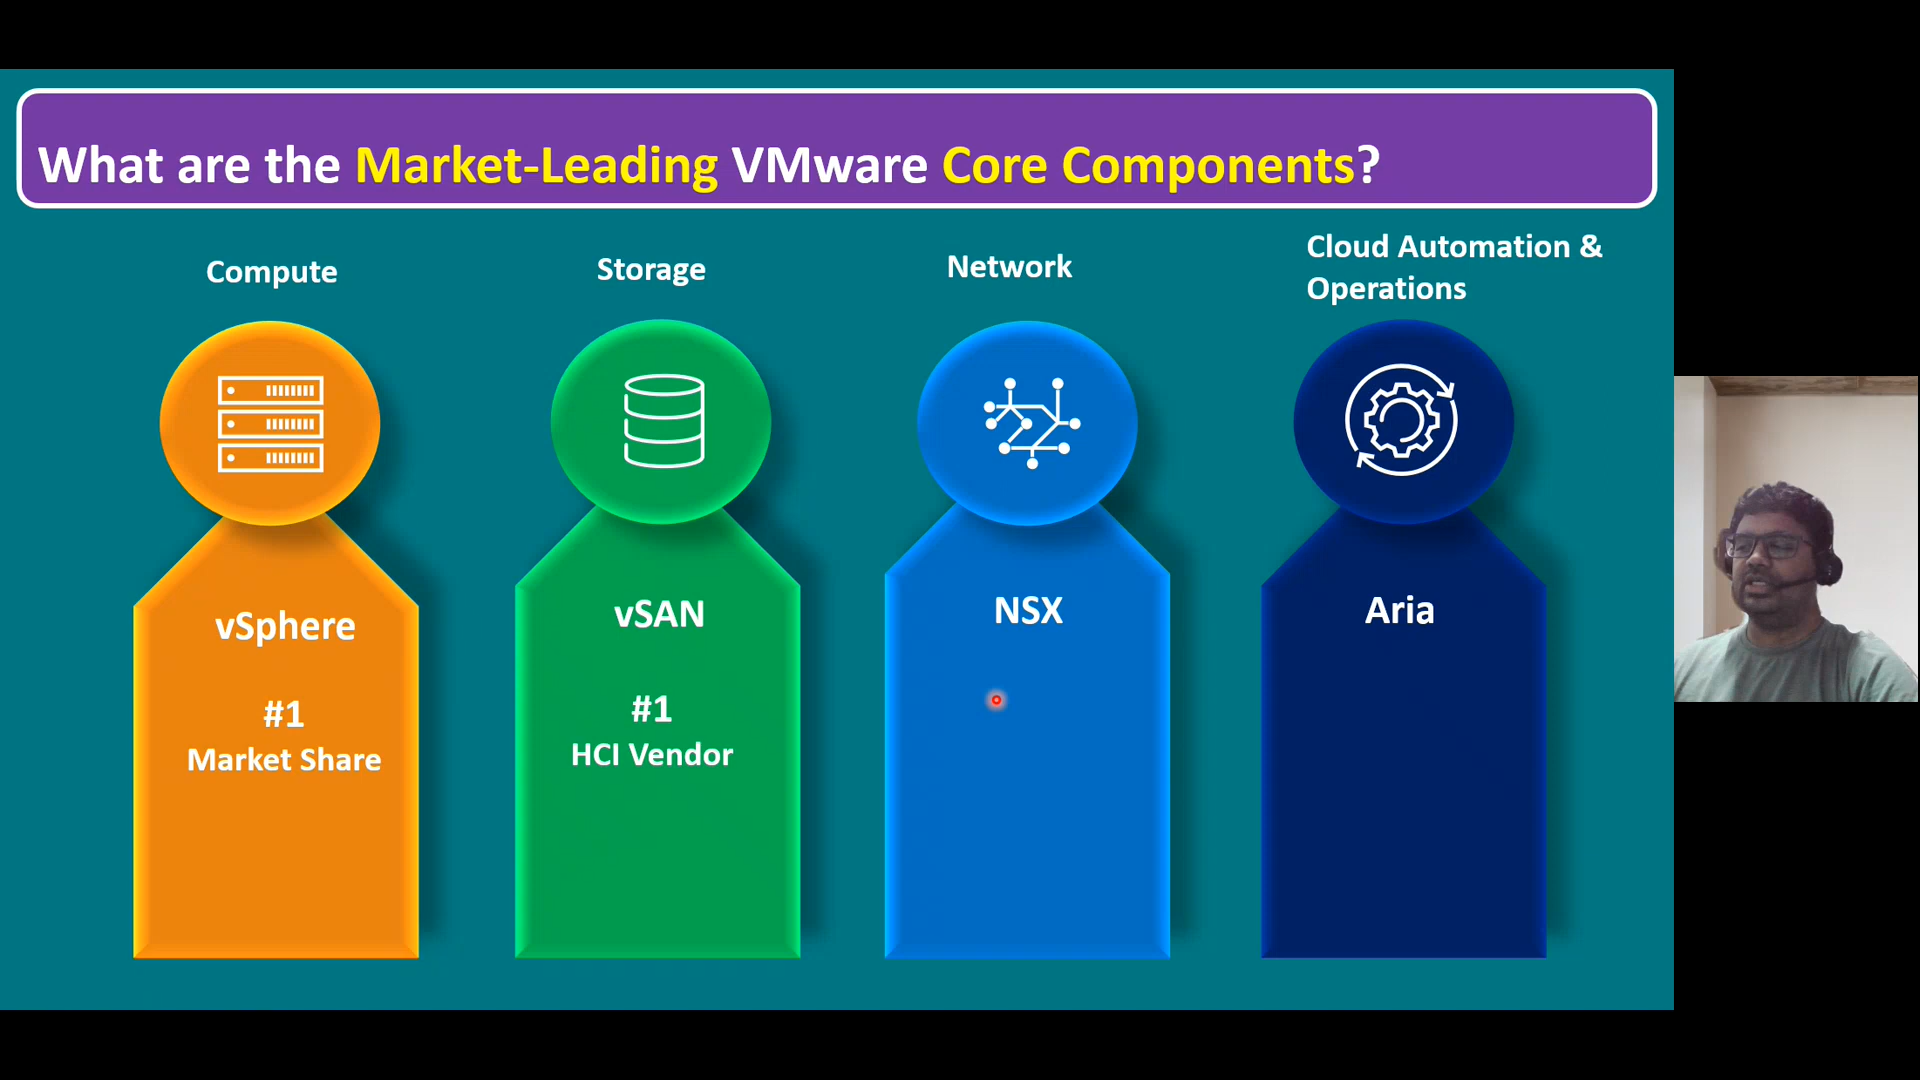 What are the Market-Leading VMware Core Components?
Compute
Storage
Network
Cloud Automation &
Operations
vSphere
#1
Market Share
vSAN
#1
HCI Vendor
NSX
Aria